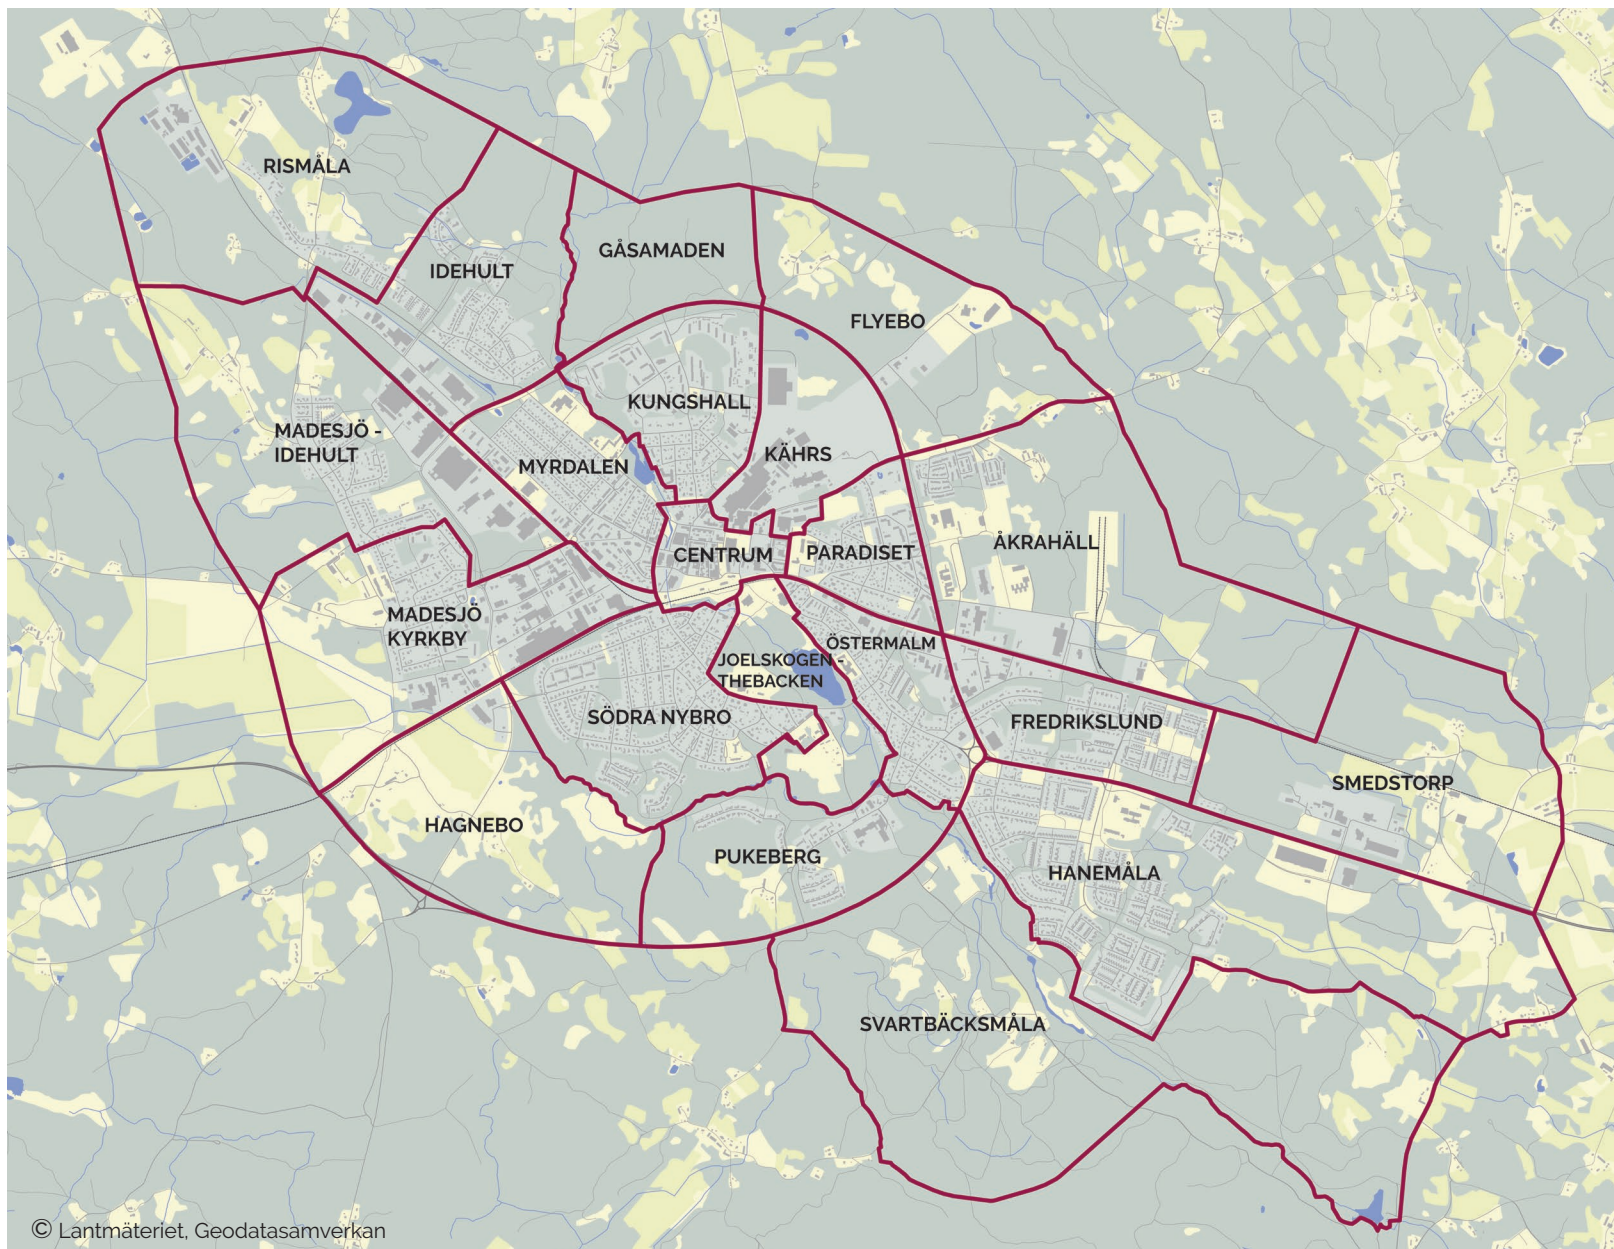 RISMÅLA
GÅSAMADEN
IDEHULT
FLYEBO
KUNGSHALL
MADESJÖ -
IDEHULT
KÄHRS
MYRDALEN
ÅKRAHÄLL
CENTRUM
PARADISET
MADESJÖ
KYRKBY
ÖSTERMALM
JOELSKOGEN -
THEBACKEN
SÖDRA NYBRO
FREDRIKSLUND
SMEDSTORP
HAGNEBO
PUKEBERG
HANEMÅLA
SVARTBÄCKSMÅLA
© Lantmäteriet, Geodatasamverkan